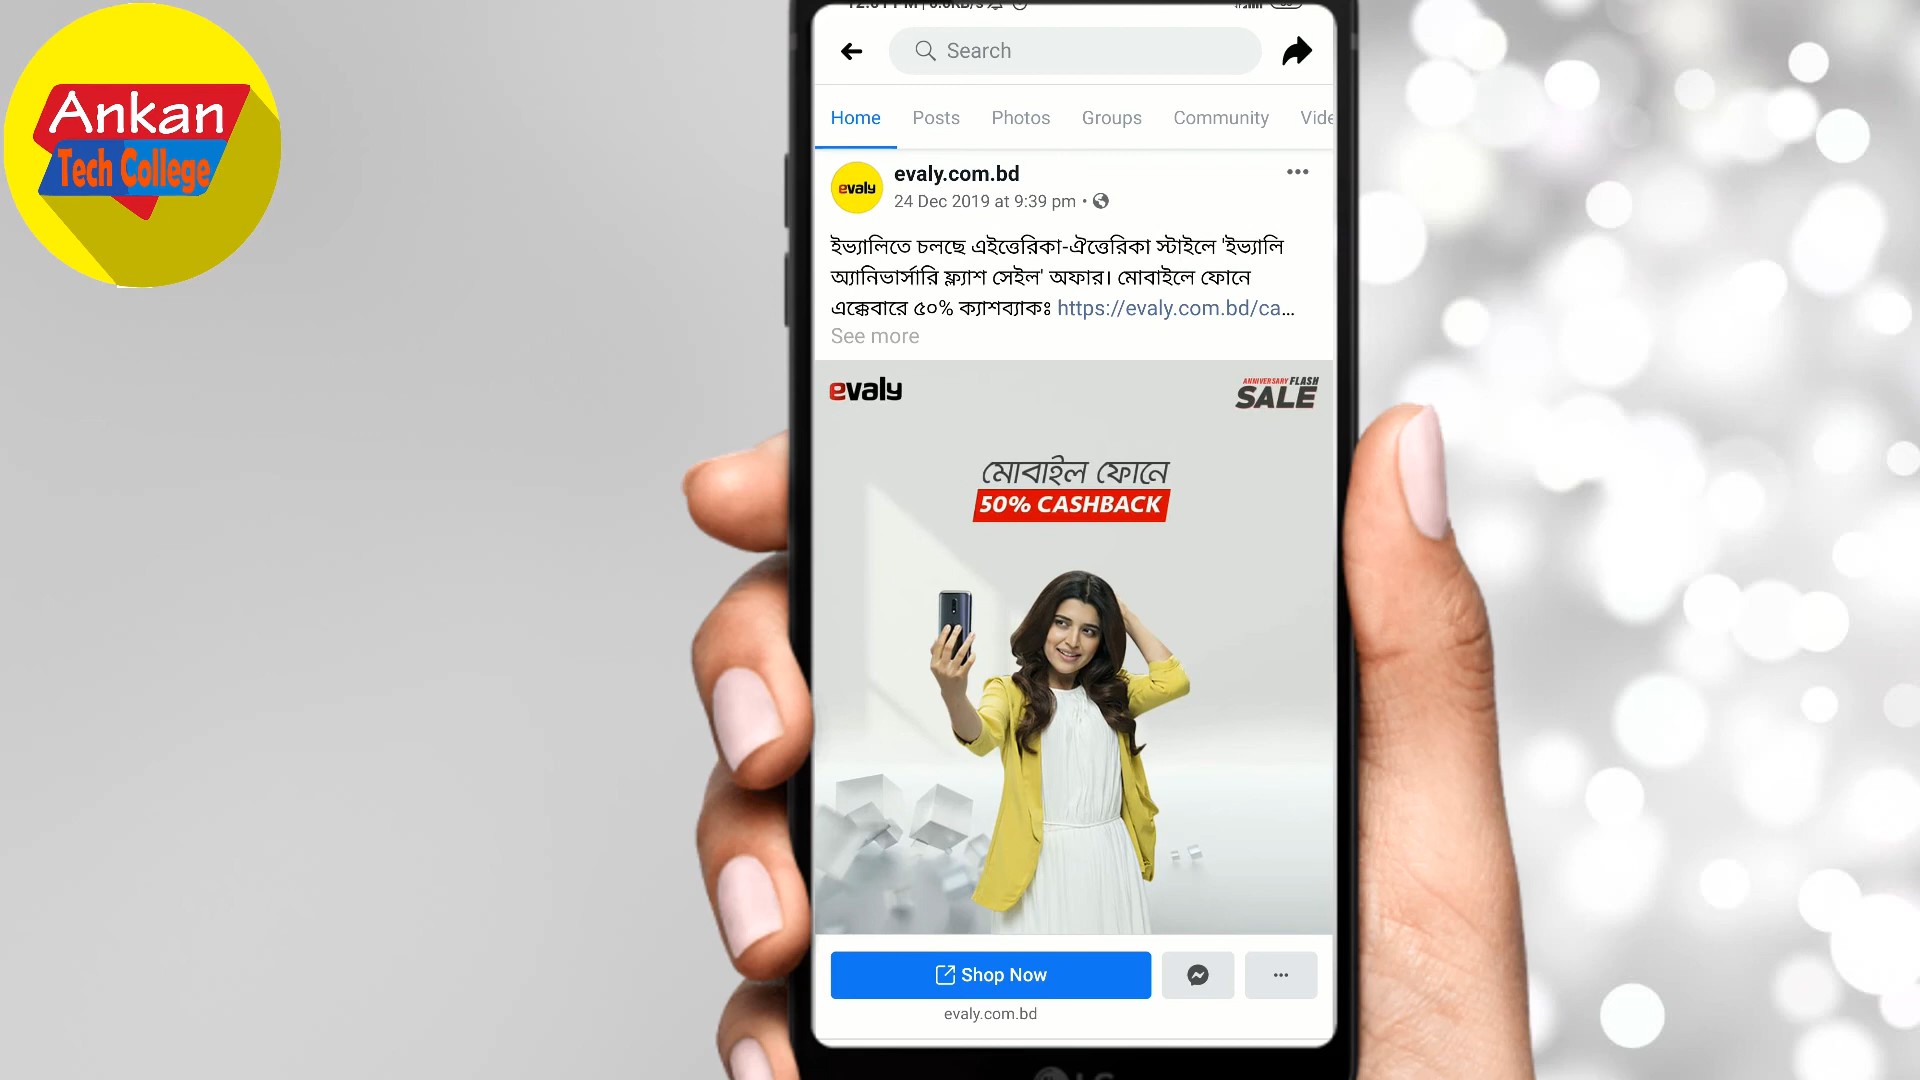 Ankan
Tech College
Search
Home Posts Photos Groups Community Vide
evaly.com.bd
24 Dec 2019 at 9:39 pm
ইভ্যালিতে চলছে এইত্তেরিকা-ঐত্তেরিকা স্টাইলে 'ইভ্যালি
অ্যানিভার্সারি ফ্ল্যাশ সেইল' অফার। মোবাইলে ফোনে
এক্কেবারে ৫০% ক্যাশব্যাকঃ https://evaly.com.bd/ca...
See more
evaly
evaly
ANNIVERSARY FLASH
SALE
মোবাইল ফোনে
50% CASHBACK
Shop Now
evaly.com.bd